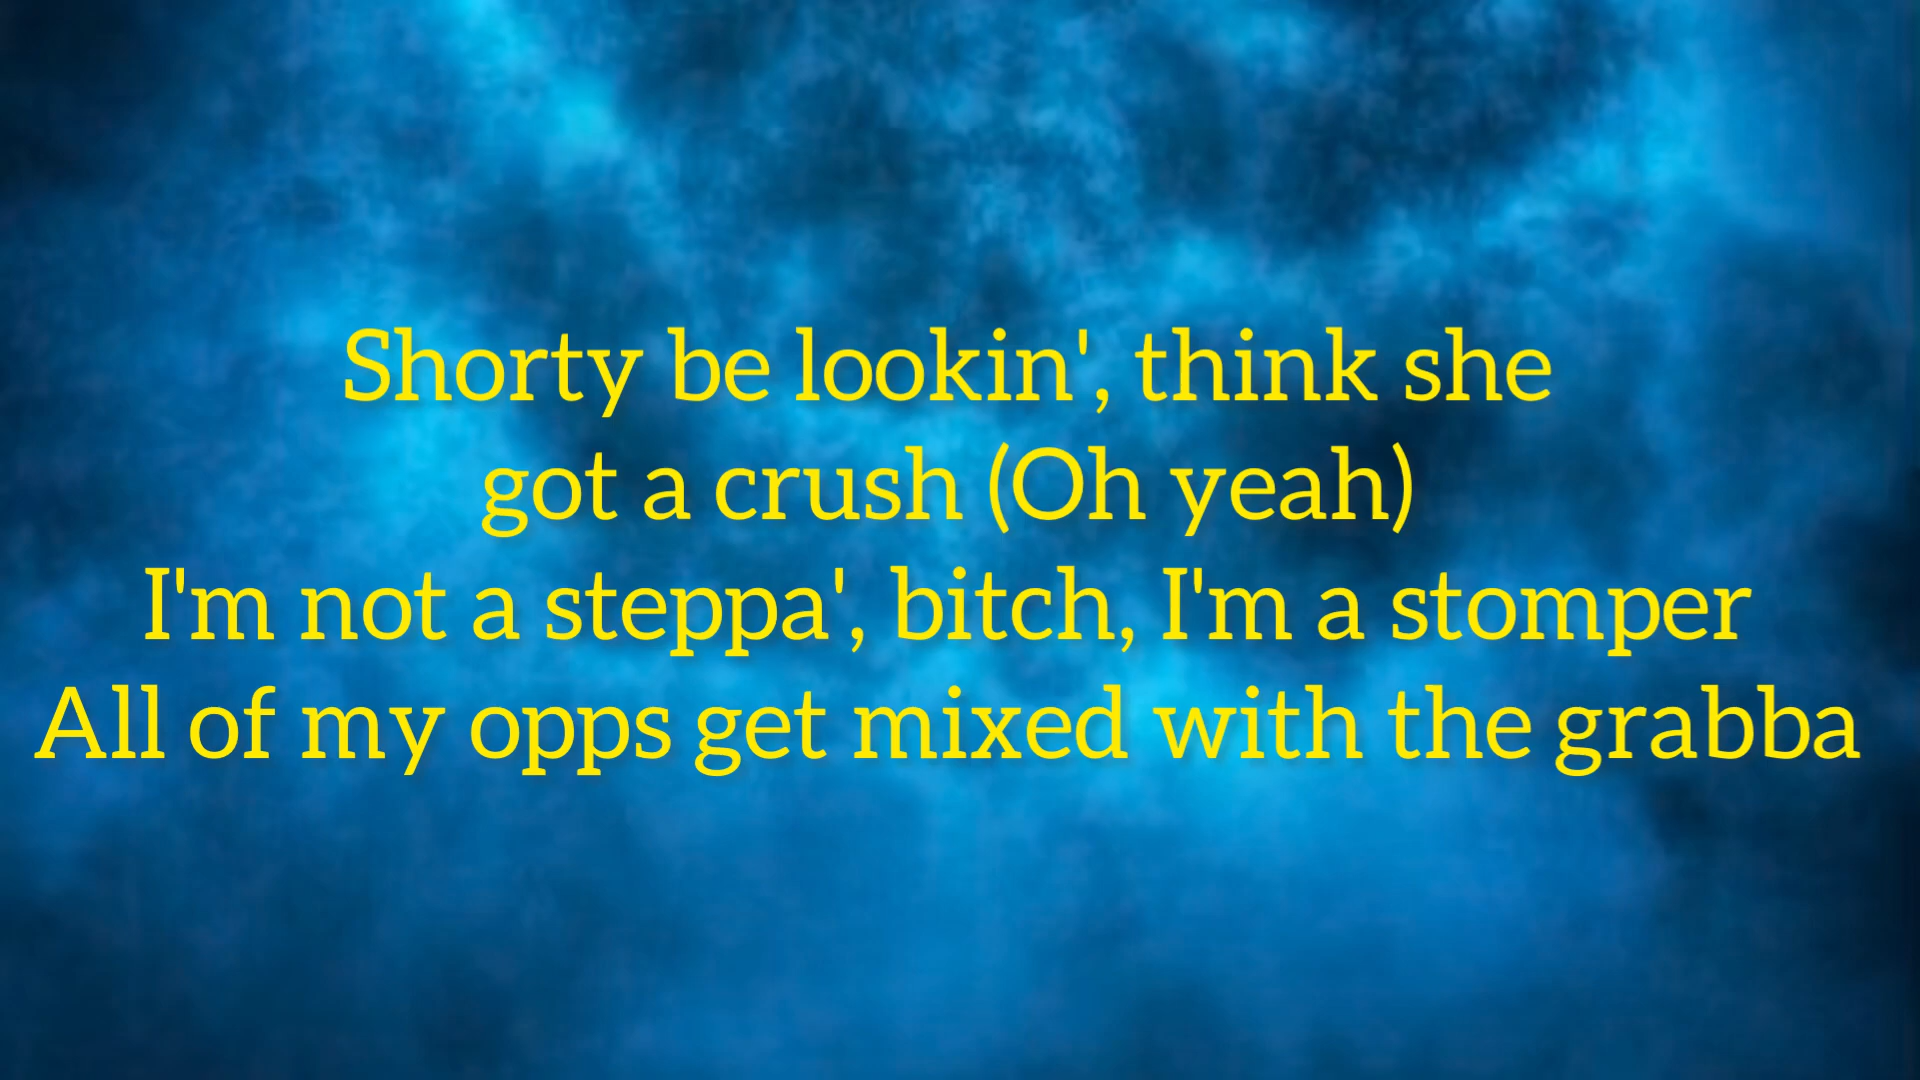 Shorty be lookin', think she
got a crush (Oh yeah)
I'm not a steppa', bitch, I'm a stomper
All of my opps get mixed with the grabba